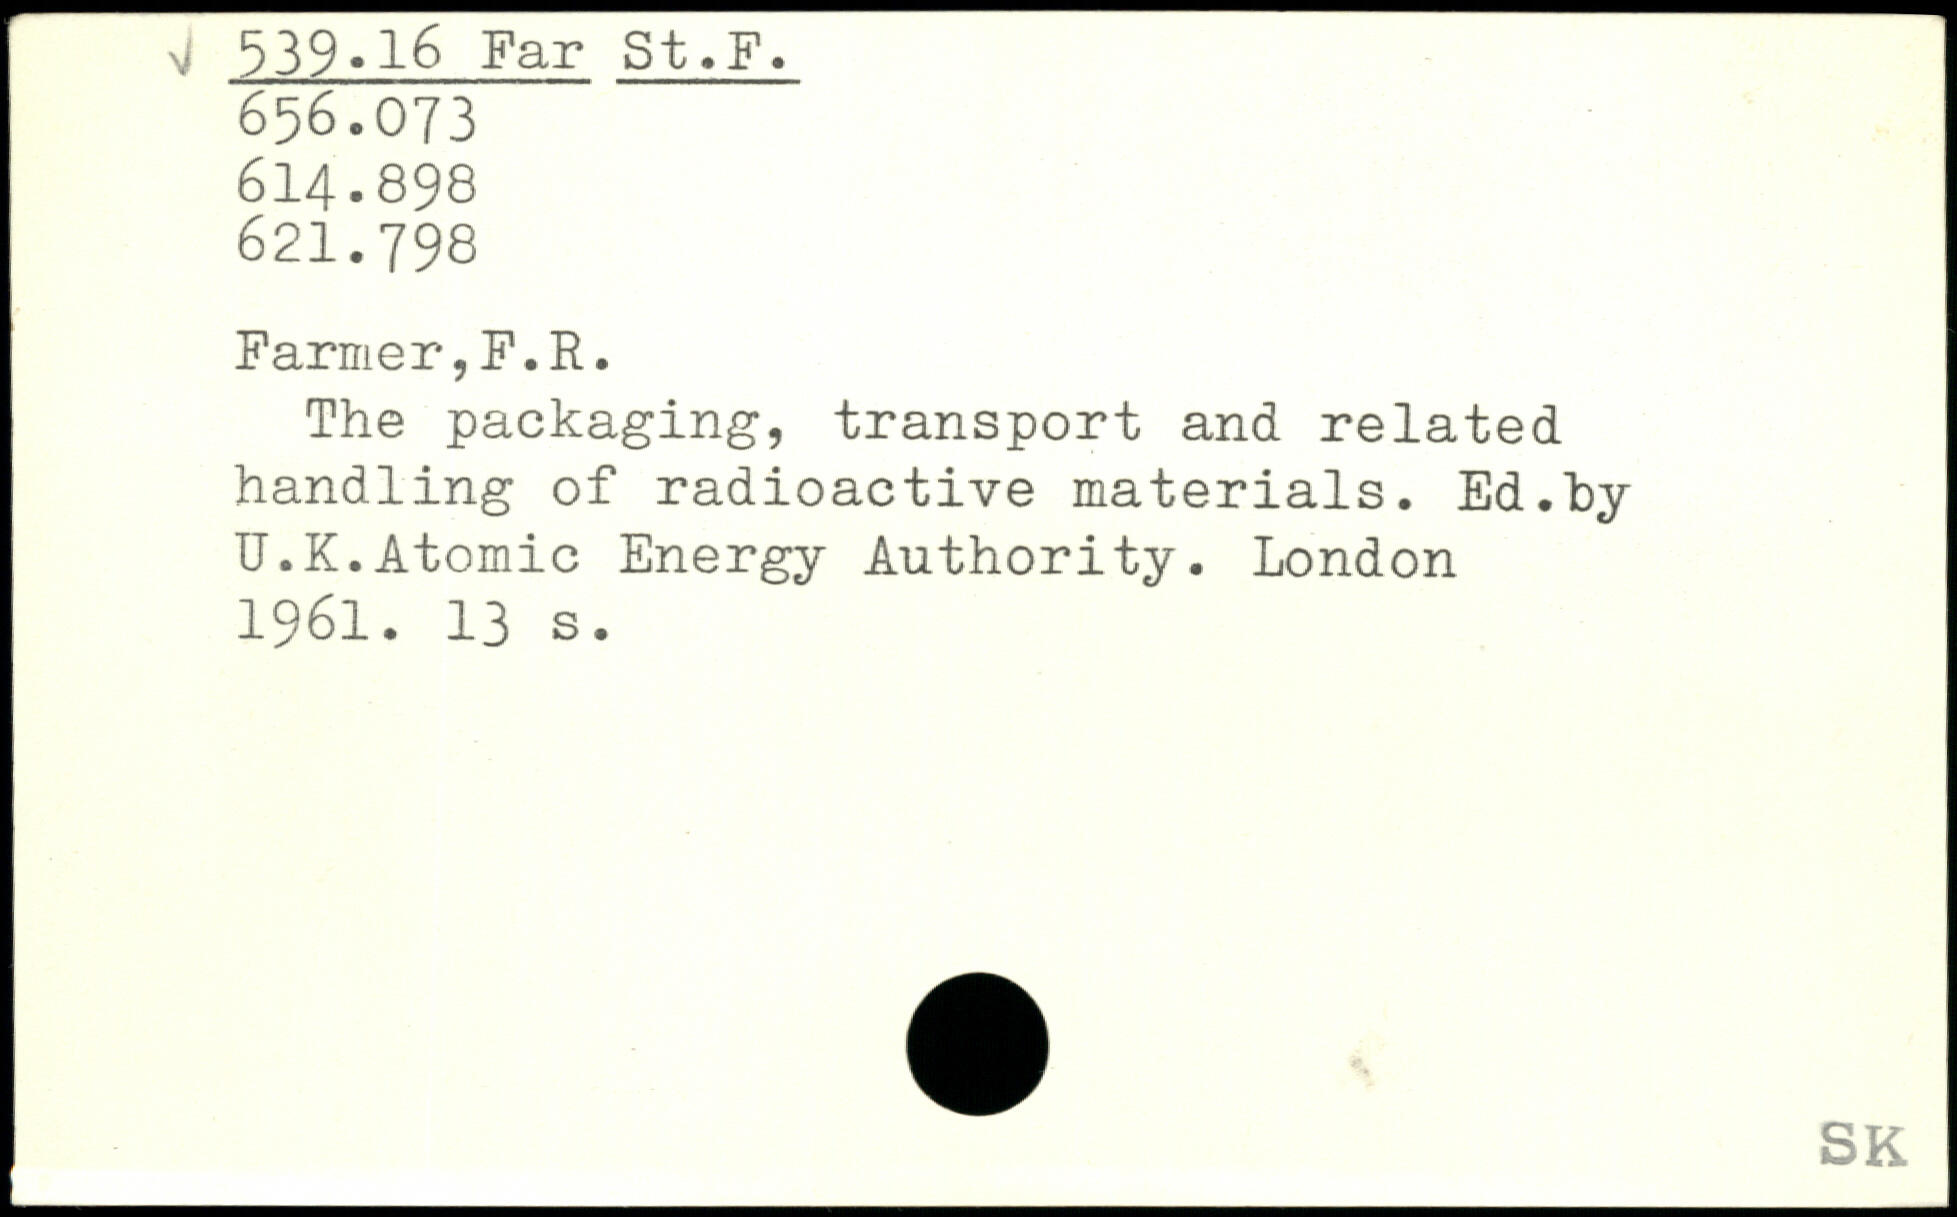 539.16 Far St.F.
656.073
614.898
621.798
Farmer,F.R.
The packaging, transport and related
handling of radioactive materials. Ed.by
U.K.Atomic Energy Authority. London
1961. 13 s.
SK